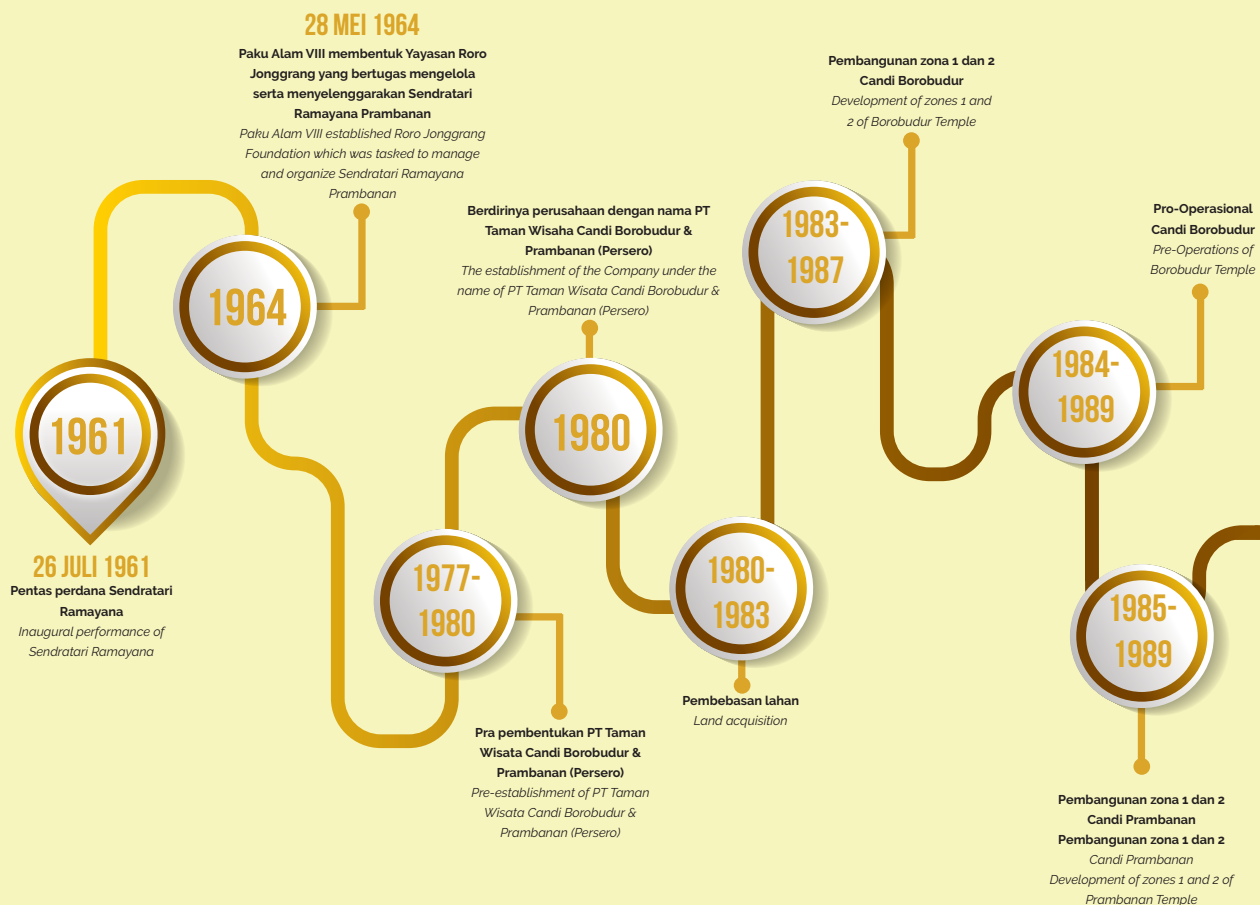 1961
26 JULI 1961
Pentas perdana Sendratari
Ramayana
Inaugural performance of
Sendratari Ramayana
28 MEI 1964
Paku Alam VIII membentuk Yayasan Roro
Jonggrang yang bertugas mengelola
serta menyelenggarakan Sendratari
Ramayana Prambanan
Paku Alam VIII established Roro Jonggrang
Foundation which was tasked to manage
and organize Sendratari Ramayana
Prambanan
1964
1977-
1980
Pra pembentukan PT Taman
Wisata Candi Borobudur &
Prambanan (Persero)
Pre-establishment of PT Taman
Wisata Candi Borobudur &
Prambanan (Persero)
Berdirinya perusahaan dengan nama PT
Taman Wisaha Candi Borobudur &
Prambanan (Persero)
The establishment of the Company under the
name of PT Taman Wisata Candi Borobudur &
Prambanan (Persero)
1980
1980-
1983
Pembebasan lahan
Land acquisition
Pembangunan zona 1 dan 2
Candi Borobudur
Development of zones 1 and
2 of Borobudur Temple
1983-
1987
Pro-Operasional
Candi Borobudur
Pre-Operations of
Borobudur Temple
1984-
1989
1985-
1989
Pembangunan zona 1 dan 2
Candi Prambanan
Pembangunan zona 1 dan 2
Candi Prambanan
Development of zones 1 and 2 of
Prambanan Temple